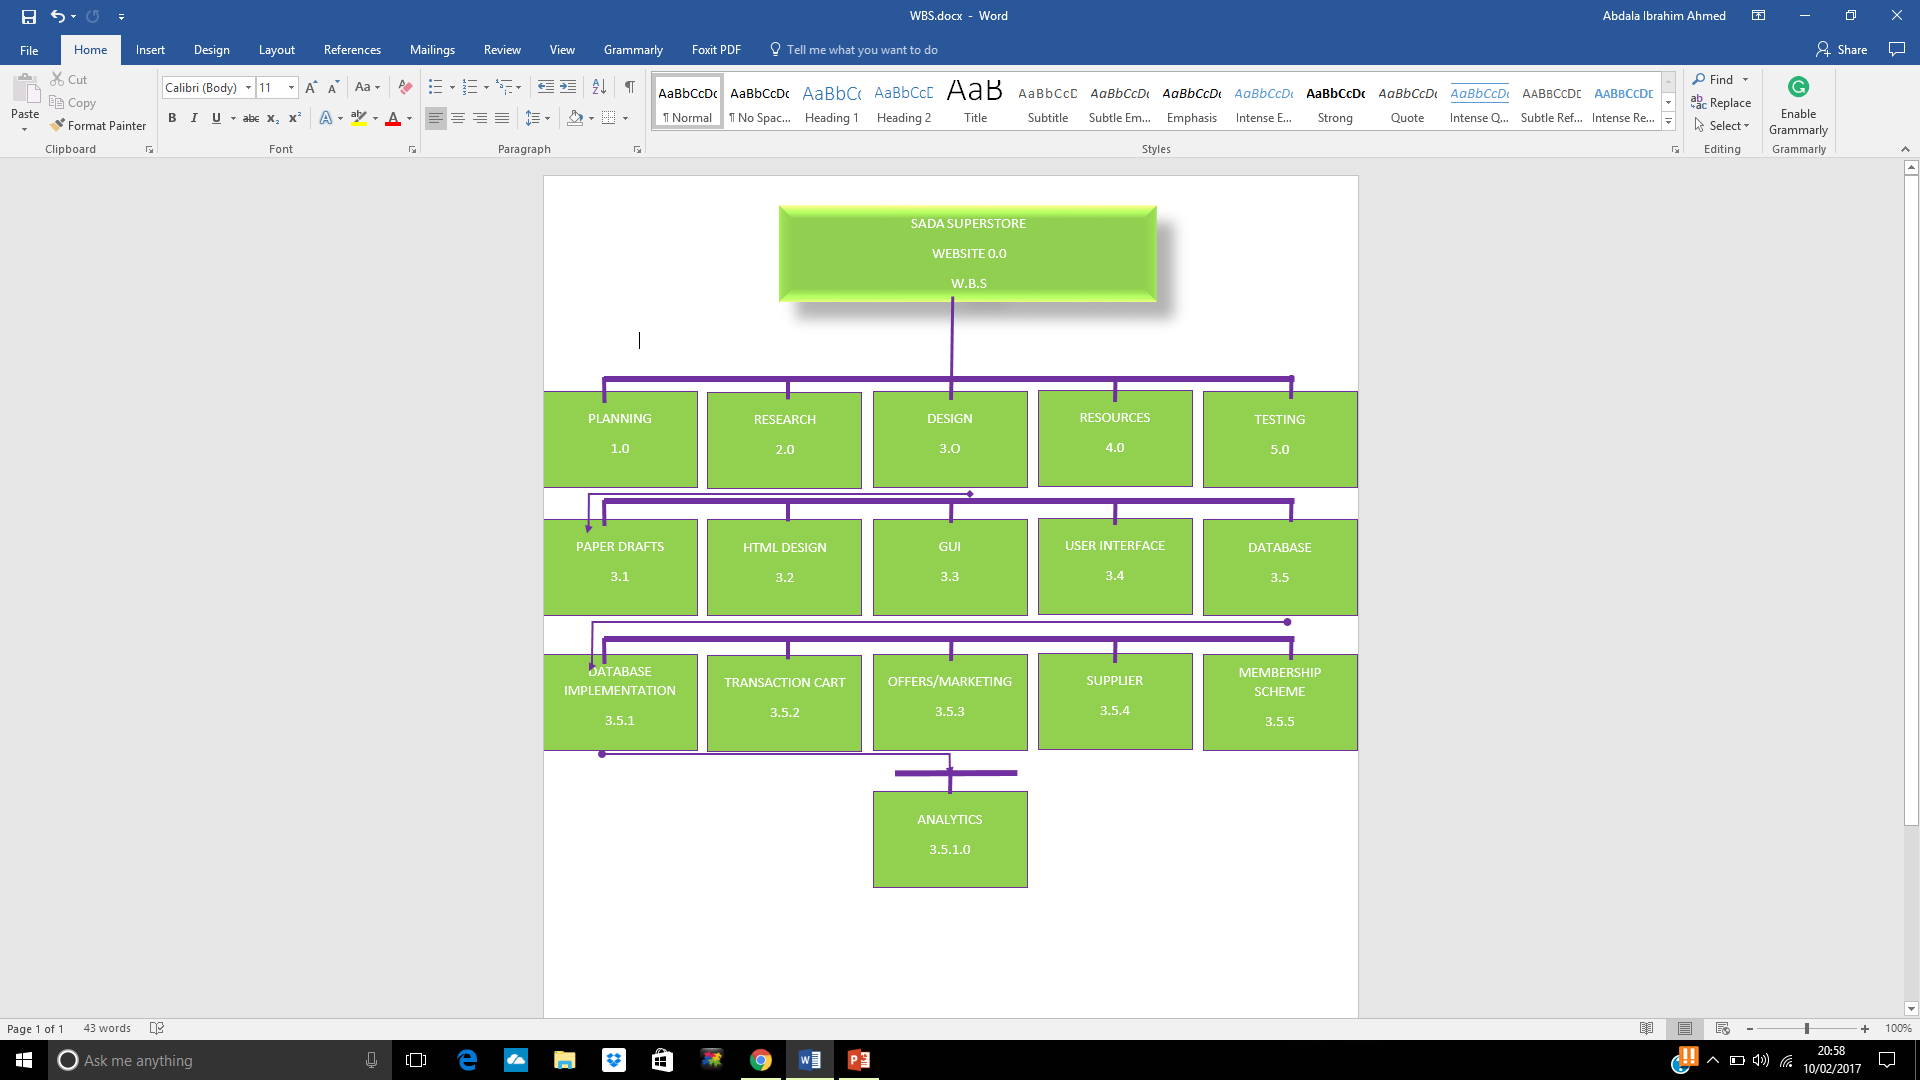 WBS.docx - Word
Abdala Ibrahim Ahmed
File Home Insert Design Layout References Mailings Review View Grammarly Foxit PDF Tell me what you want to do Share
Paste Cut
Copy
Format Painter
Clipboard
Calibri (Body) 11
Font
Paragraph
AaBbCcDc AaBbCcDc AaBbCc AaBbCcD AaB AaBbCcD AaBbCcDc AaBbCcDc AaBbCcDc AaBbCcDc AaBbCcDc AaBbCcDc AaBbCcDc AaBbCcDc
¶ Normal ¶ No Spac... Heading 1 Heading 2 Title Subtitle Subtle Em... Emphasis Intense E... Strong Quote Intense Q... Subtle Ref... Intense Re...
Styles
Find
Replace
Select
Editing
Enable
Grammarly
Grammarly
SADA SUPERSTORE
WEBSITE 0.0
W.B.S
PLANNING
1.0
RESEARCH
2.0
DESIGN
3.O
RESOURCES
4.0
TESTING
5.0
PAPER DRAFTS
3.1
HTML DESIGN
3.2
GUI
3.3
USER INTERFACE
3.4
DATABASE
3.5
DATABASE
IMPLEMENTATION
3.5.1
TRANSACTION CART
3.5.2
OFFERS/MARKETING
3.5.3
SUPPLIER
3.5.4
MEMBERSHIP
SCHEME
3.5.5
ANALYTICS
3.5.1.0
Page 1 of 1 43 words
100%
Ask me anything
20:58
10/02/2017